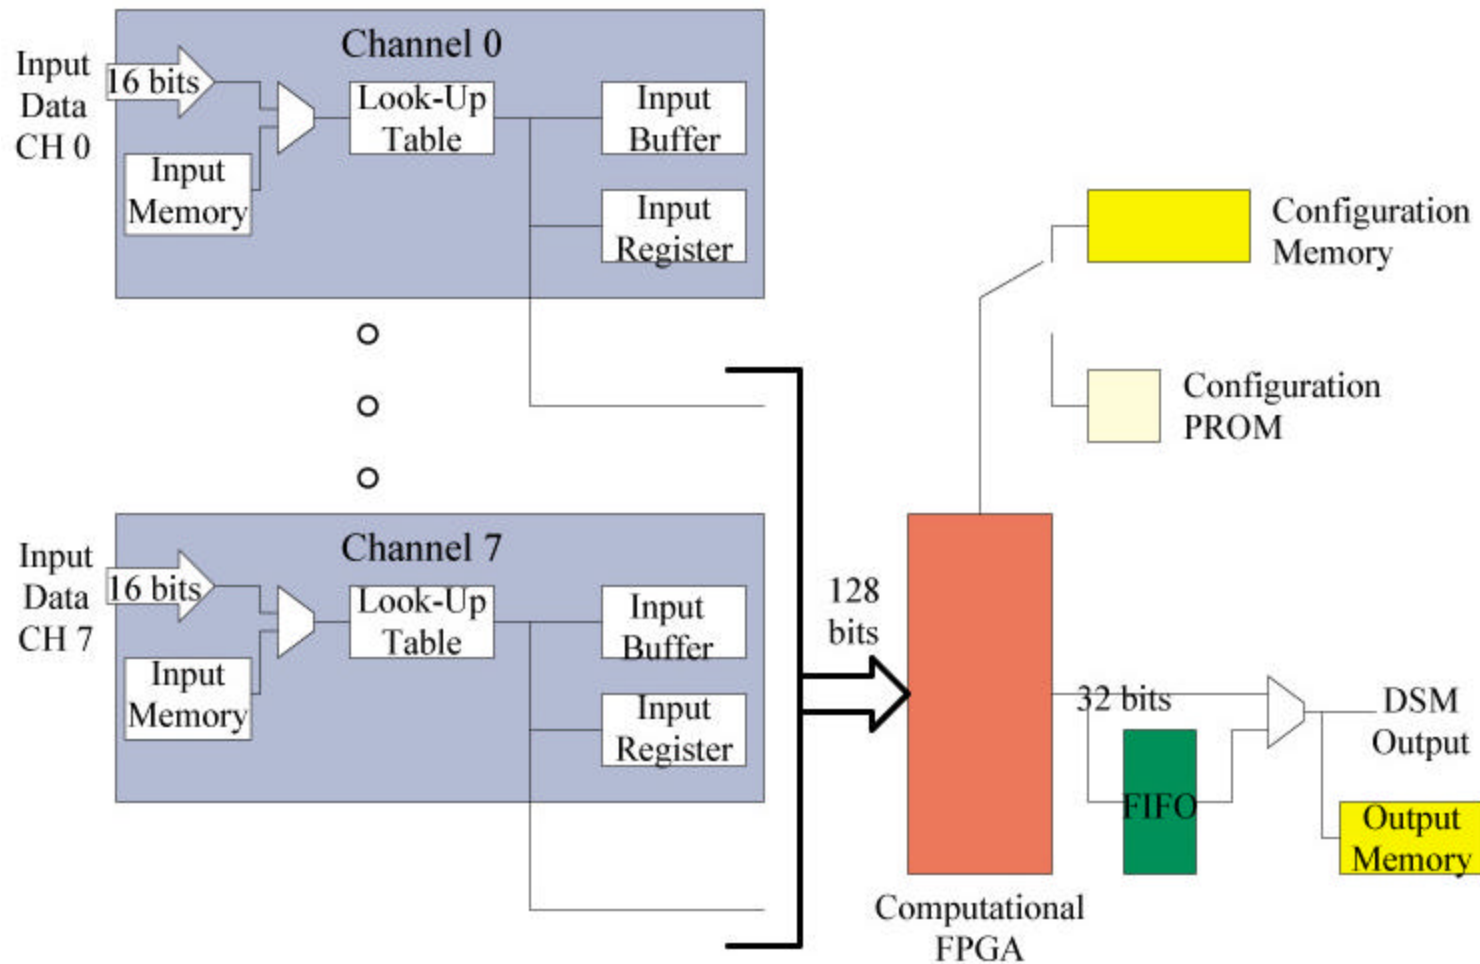 Channel 0
Input
Data
CH 0
16 bits
Look-Up
Table
Input
Buffer
Input
Memory
Input
Register
Configuration
Memory
Configuration
PROM
Channel 7
Input
Data
CH 7
16 bits
Look-Up
Table
Input
Buffer
Input
Memory
Input
Register
128
bits
32 bits
DSM
Output
FIFO
Output
Memory
Computational
FPGA